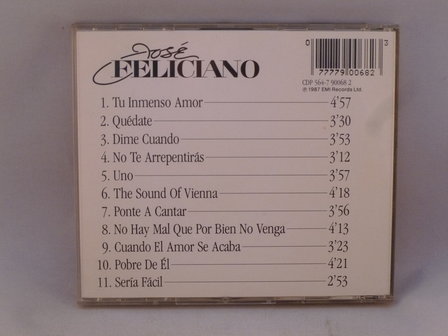 José
FELICIANO
0 77779 00682 3
CDP 564-7 90068 2
℗ 1987 EMI Records Ltd.
1. Tu Inmenso Amor 4'57
2. Quédate 3'30
3. Dime Cuando 3'53
4. No Te Arrepentirás 3'12
5. Uno 3'57
6. The Sound Of Vienna 4'18
7. Ponte A Cantar 3'56
8. No Hay Mal Que Por Bien No Venga 4'13
9. Cuando El Amor Se Acaba 3'23
10. Pobre De Él 4'21
11. Sería Fácil 2'53